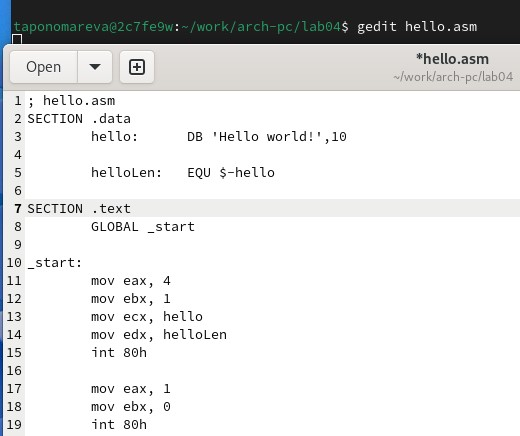 taponomareva@2c7fe9w:~/work/arch-pc/lab04$ gedit hello.asm
Open
*hello.asm
~/work/arch-pc/lab04
1 ; hello.asm
2 SECTION .data
3         hello:      DB 'Hello world!',10
4
5         helloLen:   EQU $-hello
6
7 SECTION .text
8         GLOBAL _start
9
10 _start:
11         mov eax, 4
12         mov ebx, 1
13         mov ecx, hello
14         mov edx, helloLen
15         int 80h
16
17         mov eax, 1
18         mov ebx, 0
19         int 80h